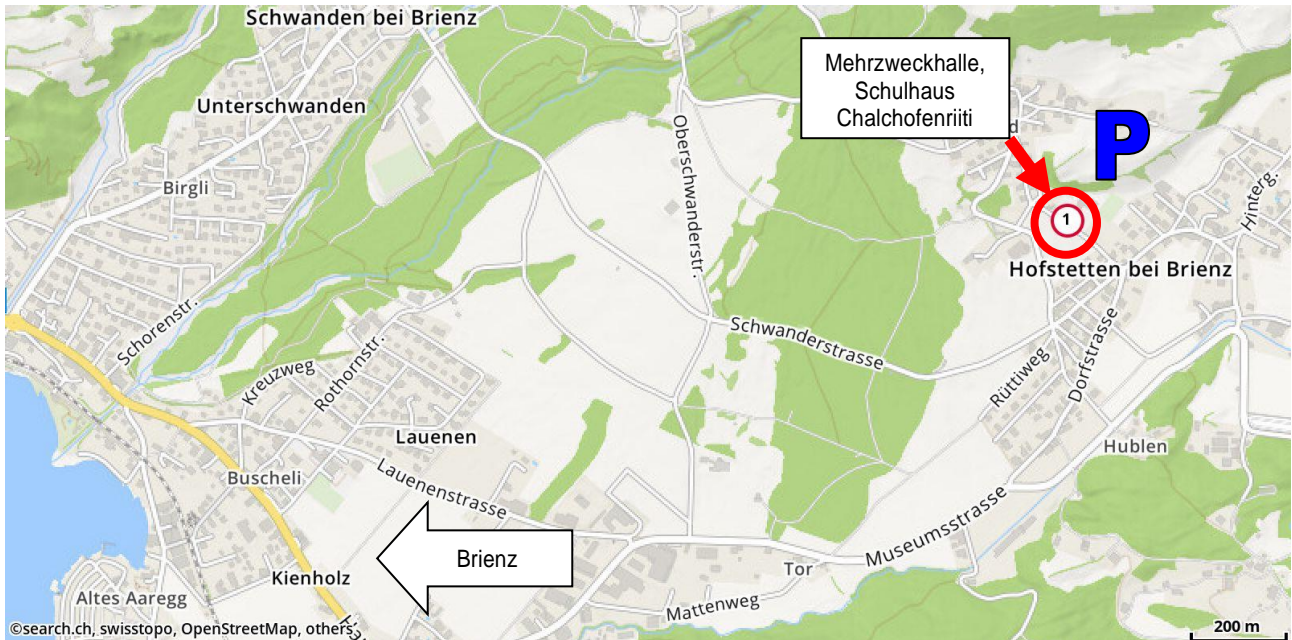 Schwanden bei Brienz
Mehrzweckhalle,
Schulhaus
Chalchofenriiti
P
Unterschwanden
Oberschwanderstr.
Birgli
1
Hinterg.
Hofstetten bei Brienz
Schorenstr.
Schwanderstrasse
Kreuzweg
Rothornstr.
Rüttiweg
Dorfstrasse
Lauenen
Hublen
Buscheli
Lauenenstrasse
Museumsstrasse
Brienz
Tor
Kienholz
Altes Aaregg
Mattenweg
©search.ch, swisstopo, OpenStreetMap, others
200 m